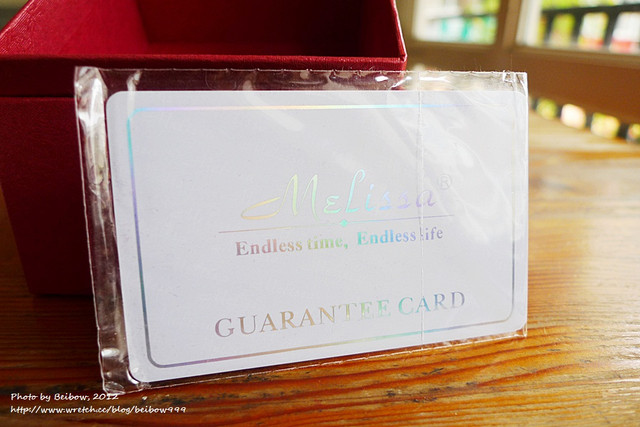 Melissa®
Endless time, Endless life
GUARANTEE CARD
Photo by Beibow, 2012
http://www.wretch.cc/blog/beibow999